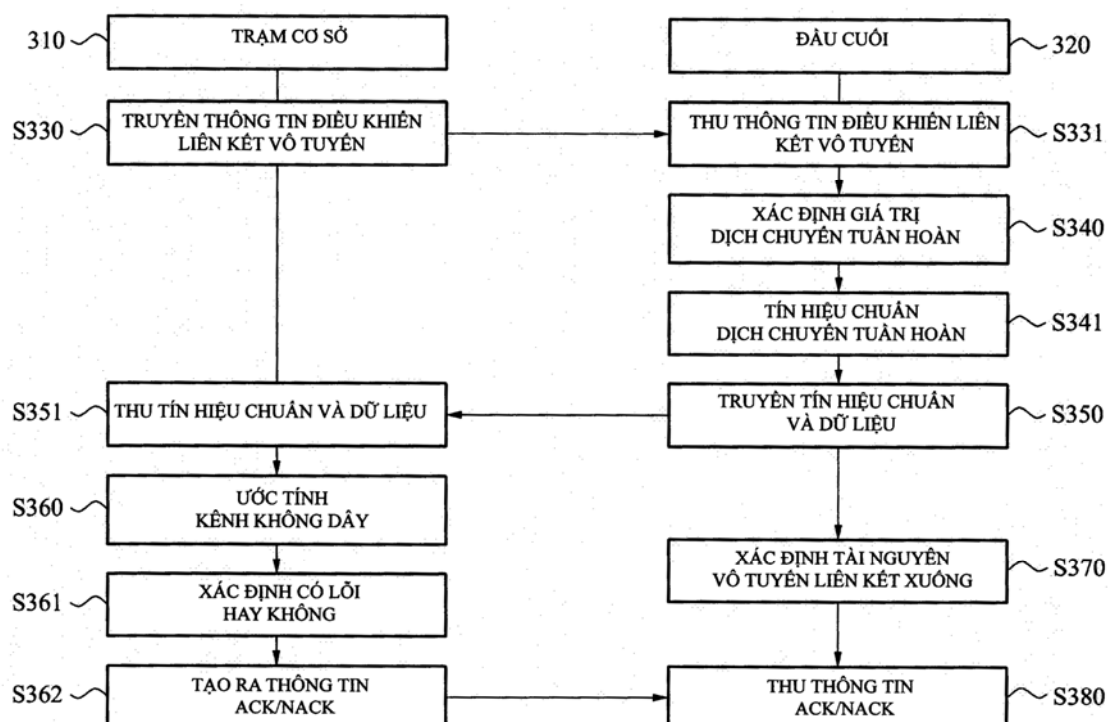 310
TRẠM CƠ SỞ
ĐẦU CUỐI
320
S330
TRUYỀN THÔNG TIN ĐIỀU KHIỂN
LIÊN KẾT VÔ TUYẾN
THU THÔNG TIN ĐIỀU KHIỂN LIÊN
KẾT VÔ TUYẾN
S331
XÁC ĐỊNH GIÁ TRỊ
DỊCH CHUYỂN TUẦN HOÀN
S340
TÍN HIỆU CHUẨN
DỊCH CHUYỂN TUẦN HOÀN
S341
S351
THU TÍN HIỆU CHUẨN VÀ DỮ LIỆU
TRUYỀN TÍN HIỆU CHUẨN
VÀ DỮ LIỆU
S350
S360
ƯỚC TÍNH
KÊNH KHÔNG DÂY
XÁC ĐỊNH TÀI NGUYÊN
VÔ TUYẾN LIÊN KẾT XUỐNG
S370
S361
XÁC ĐỊNH CÓ LỖI
HAY KHÔNG
S362
TẠO RA THÔNG TIN
ACK/NACK
THU THÔNG TIN
ACK/NACK
S380